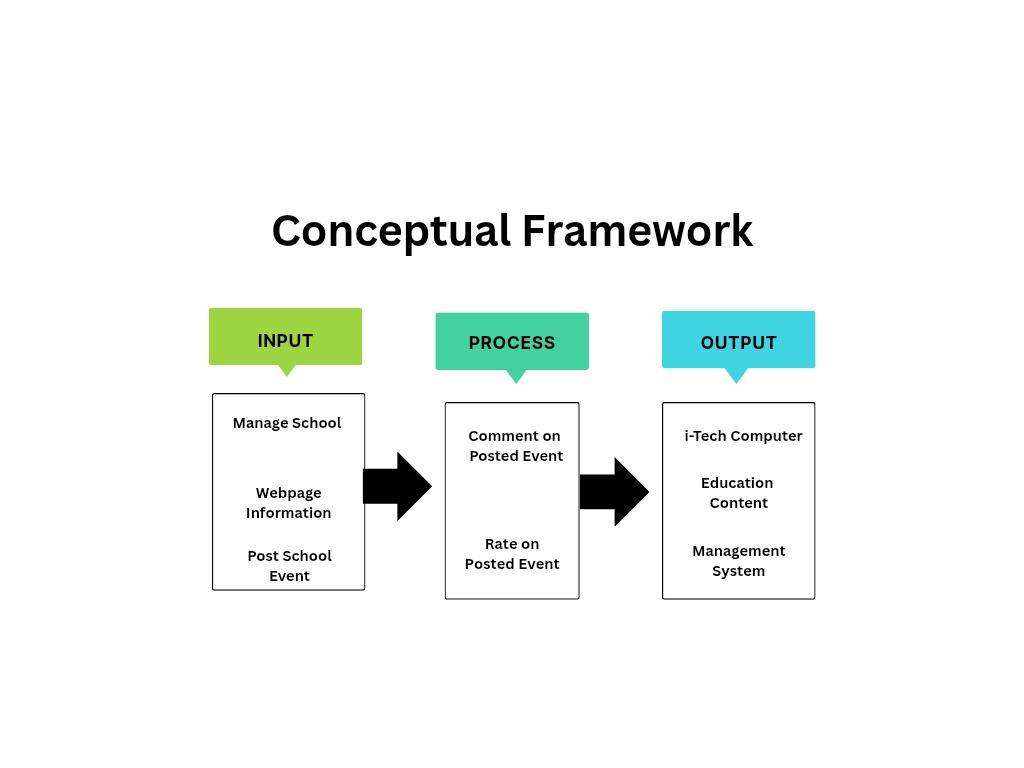 Conceptual Framework
INPUT
Manage School
Webpage
Information
Post School
Event
PROCESS
Comment on
Posted Event
Rate on
Posted Event
OUTPUT
i-Tech Computer
Education
Content
Management
System